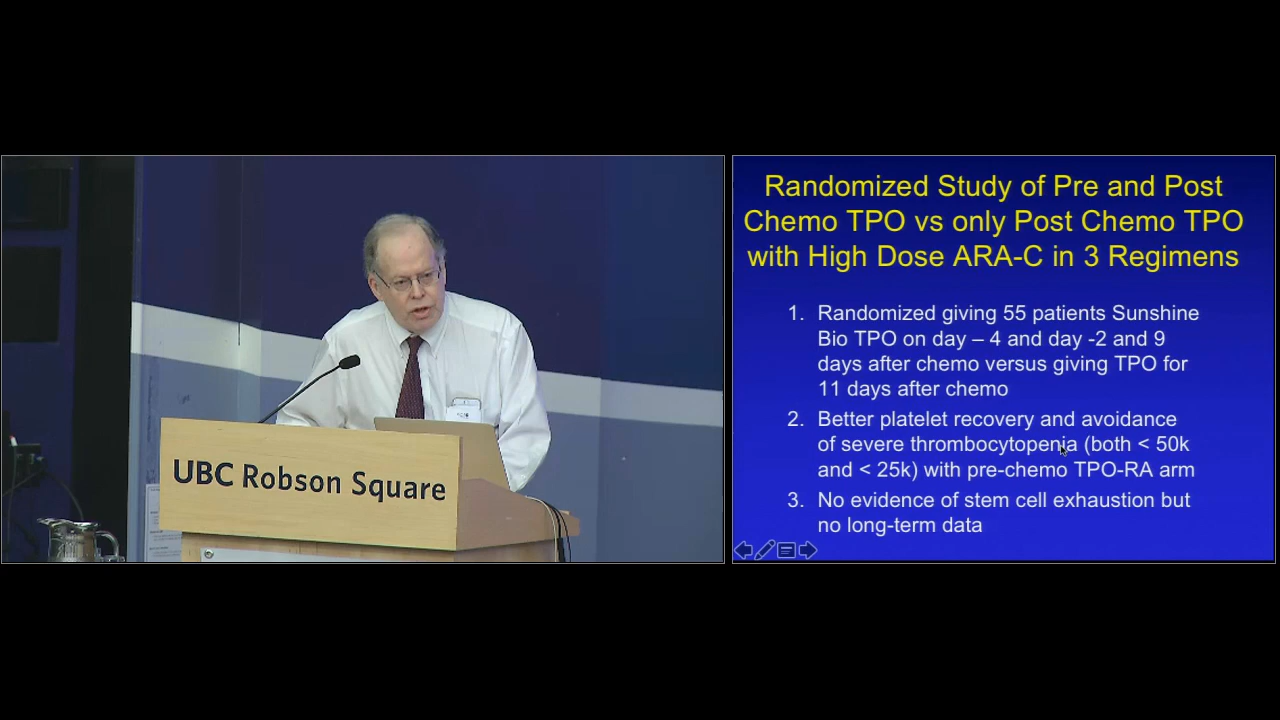 UBC Robson Square
Randomized Study of Pre and Post
Chemo TPO vs only Post Chemo TPO
with High Dose ARA-C in 3 Regimens
1. Randomized giving 55 patients Sunshine
Bio TPO on day – 4 and day -2 and 9
days after chemo versus giving TPO for
11 days after chemo
2. Better platelet recovery and avoidance
of severe thrombocytopenia (both < 50k
and < 25k) with pre-chemo TPO-RA arm
3. No evidence of stem cell exhaustion but
no long-term data